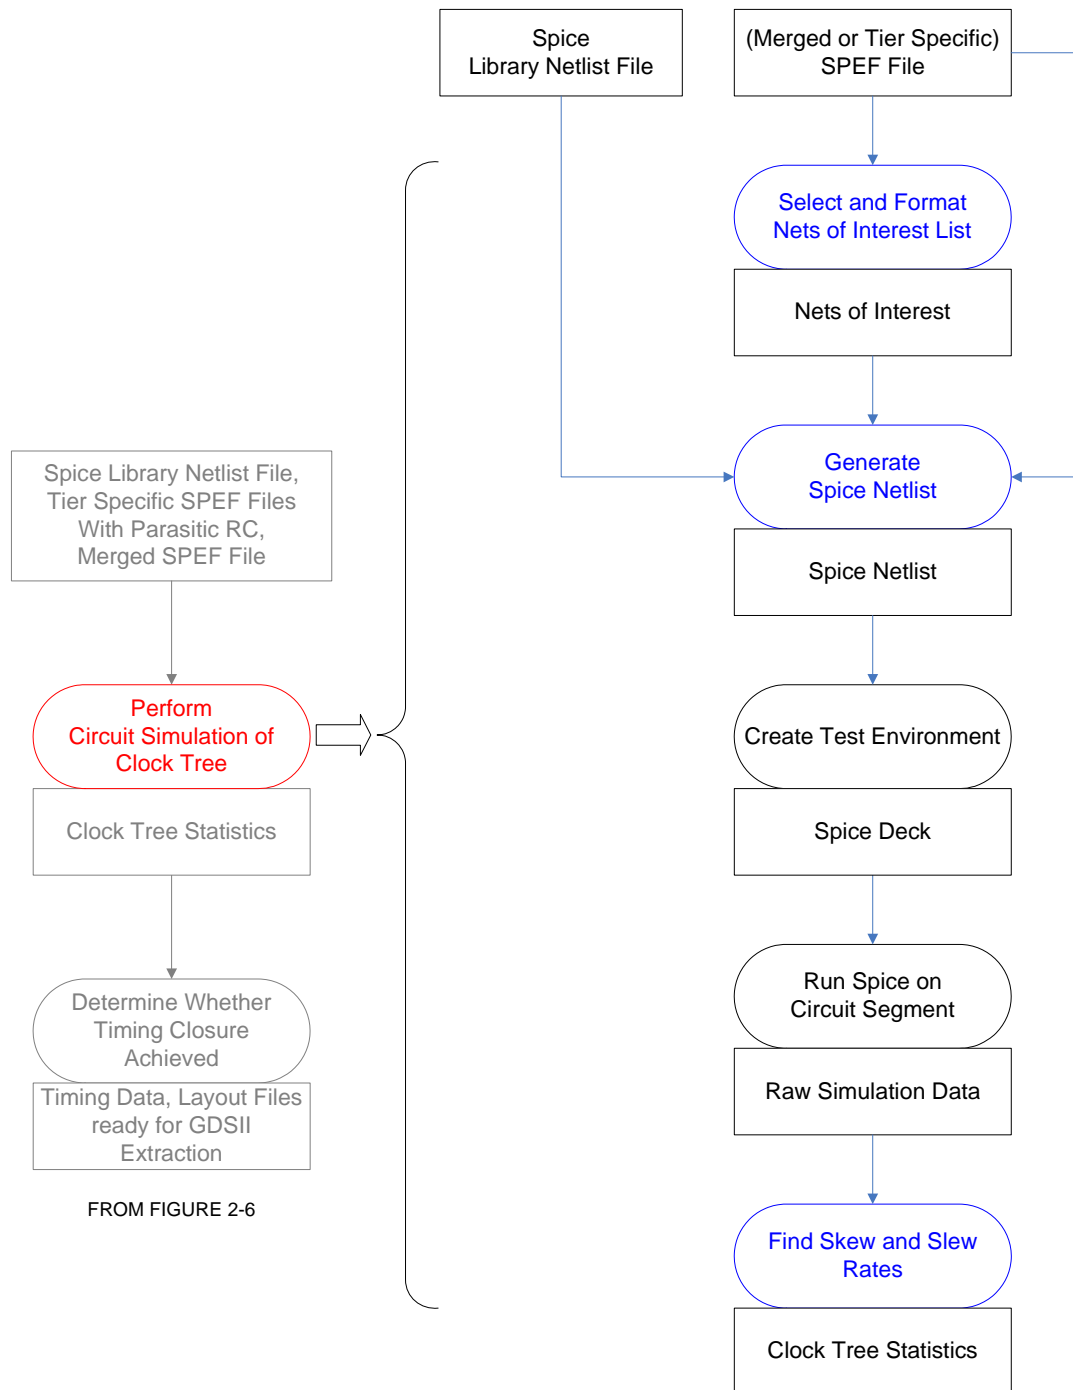 Spice
Library Netlist File
(Merged or Tier Specific)
SPEF File
Select and Format
Nets of Interest List
Nets of Interest
Generate
Spice Netlist
Spice Netlist
Create Test Environment
Spice Deck
Run Spice on
Circuit Segment
Raw Simulation Data
Find Skew and Slew
Rates
Clock Tree Statistics
Spice Library Netlist File,
Tier Specific SPEF Files
With Parasitic RC,
Merged SPEF File
Perform
Circuit Simulation of
Clock Tree
Clock Tree Statistics
Determine Whether
Timing Closure
Achieved
Timing Data, Layout Files
ready for GDSII
Extraction
FROM FIGURE 2-6